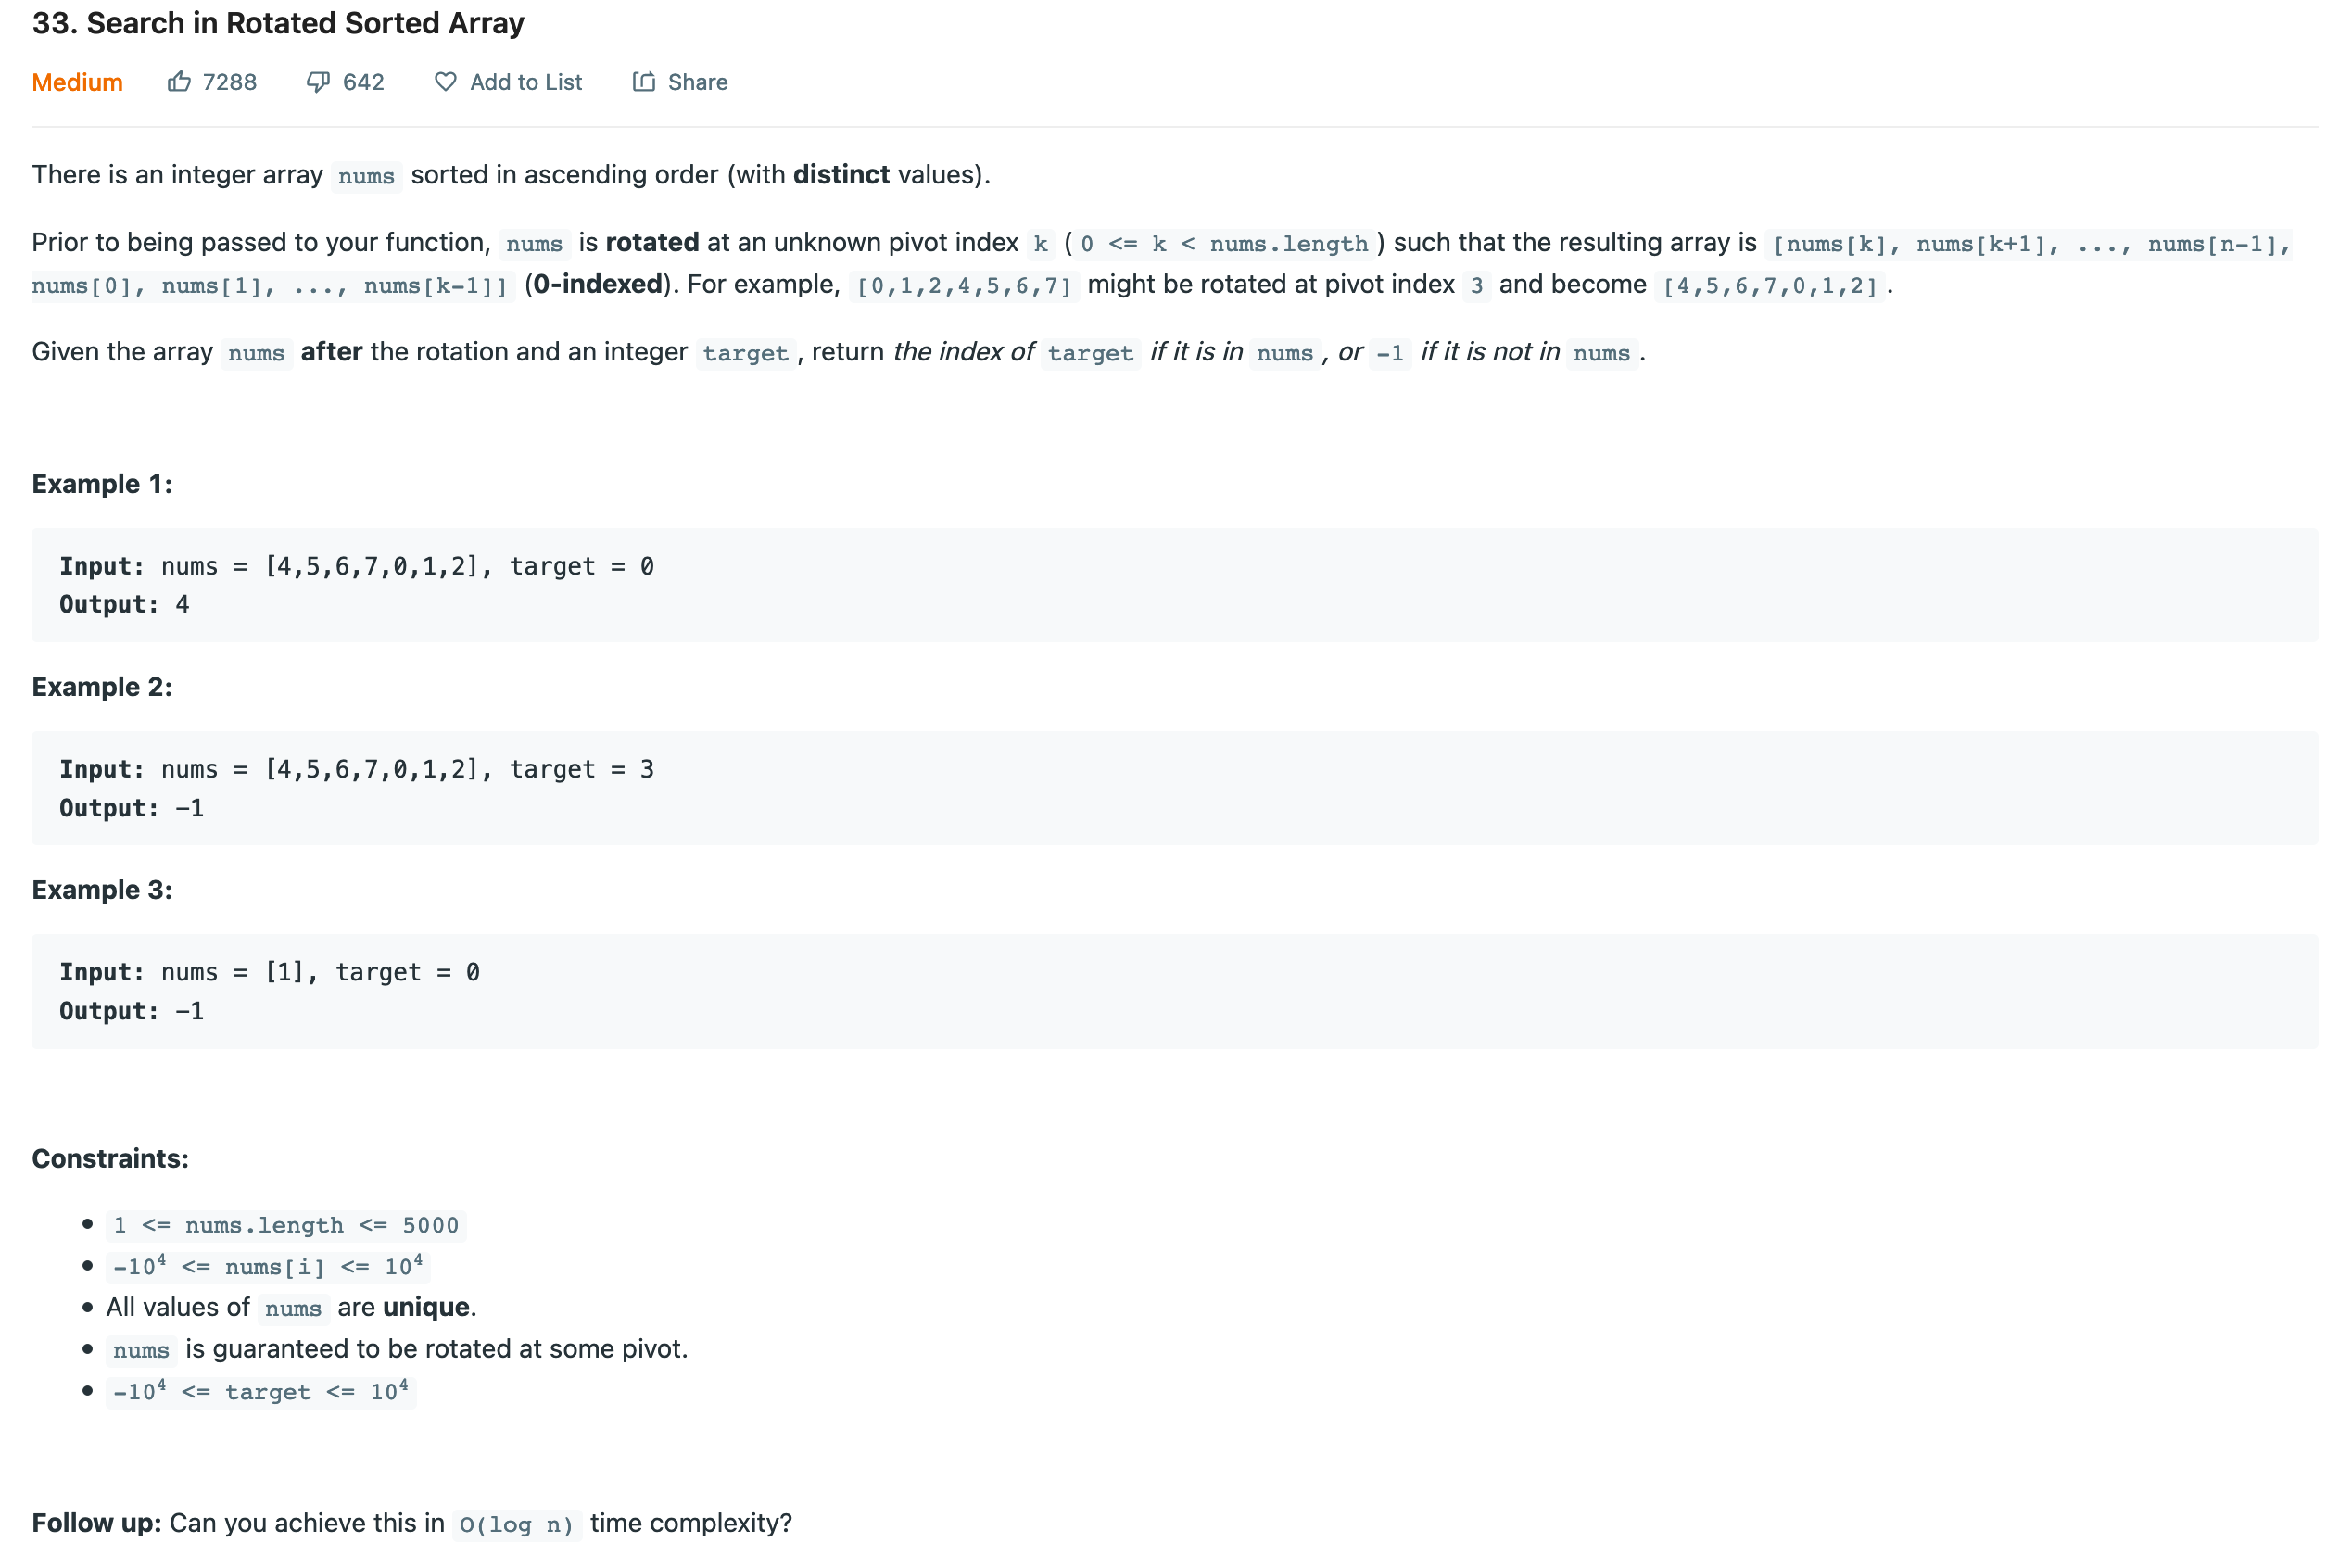 33. Search in Rotated Sorted Array
Medium 7288 642 Add to List Share
There is an integer array nums sorted in ascending order (with distinct values).
Prior to being passed to your function, nums is rotated at an unknown pivot index k (0 <= k < nums.length) such that the resulting array is [nums[k], nums[k+1], ..., nums[n-1],
nums[0], nums[1], ..., nums[k-1]] (0-indexed). For example, [0,1,2,4,5,6,7] might be rotated at pivot index 3 and become [4,5,6,7,0,1,2].
Given the array nums after the rotation and an integer target, return the index of target if it is in nums, or -1 if it is not in nums.
Example 1:
Input: nums = [4,5,6,7,0,1,2], target = 0
Output: 4
Example 2:
Input: nums = [4,5,6,7,0,1,2], target = 3
Output: -1
Example 3:
Input: nums = [1], target = 0
Output: -1
Constraints:
• 1 <= nums.length <= 5000
• -10⁴ <= nums[i] <= 10⁴
• All values of nums are unique.
• nums is guaranteed to be rotated at some pivot.
• -10⁴ <= target <= 10⁴
Follow up: Can you achieve this in O(log n) time complexity?